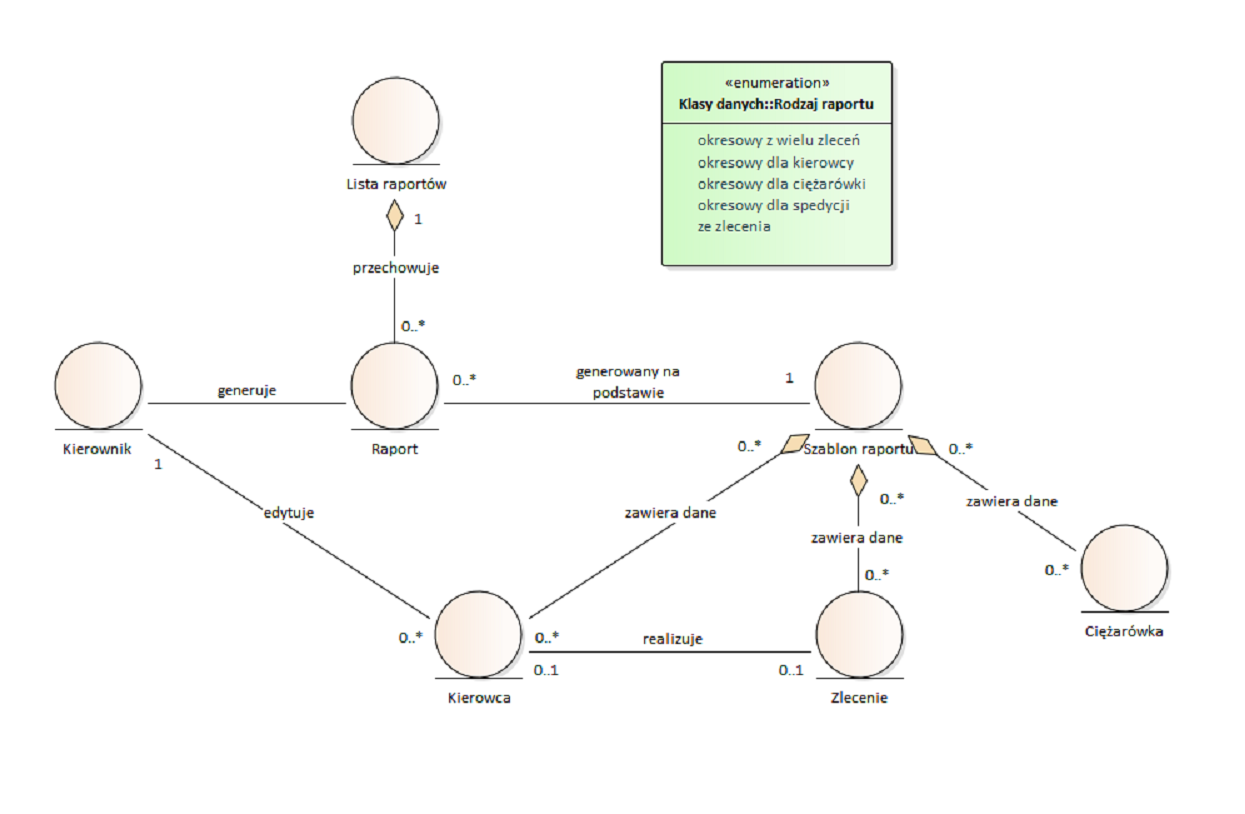 «enumeration»
Klasy danych::Rodzaj raportu
okresowy z wielu zleceń
okresowy dla kierowcy
okresowy dla ciężarówki
okresowy dla spedycji
ze zlecenia
Lista raportów
1
przechowuje
0..*
generuje
0..*
generowany na
podstawie
1
Kierownik
Raport
Szablon raportu
1
0..*
0..*
0..*
edytuje
zawiera dane
zawiera dane
zawiera dane
0..*
0..*
Ciężarówka
0..*
0..*
realizuje
0..1
0..1
Kierowca
Zlecenie